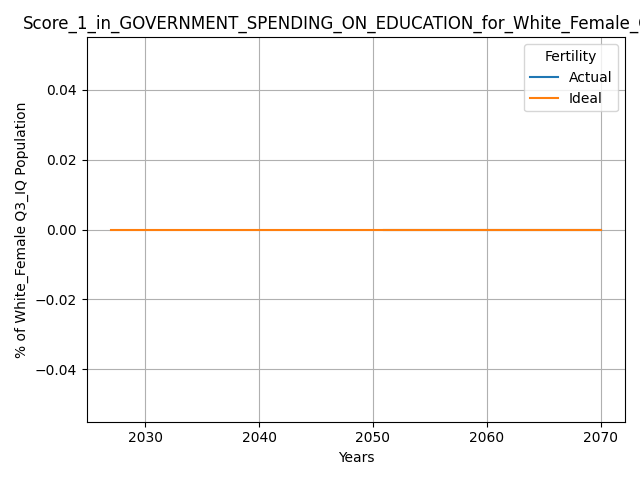 Score_1_in_GOVERNMENT_SPENDING_ON_EDUCATION_for_White_Female_
Fertility
Actual
Ideal
% of White_Female Q3_IQ Population
0.04
0.02
0.00
−0.02
−0.04
2030 2040 2050 2060 2070
Years